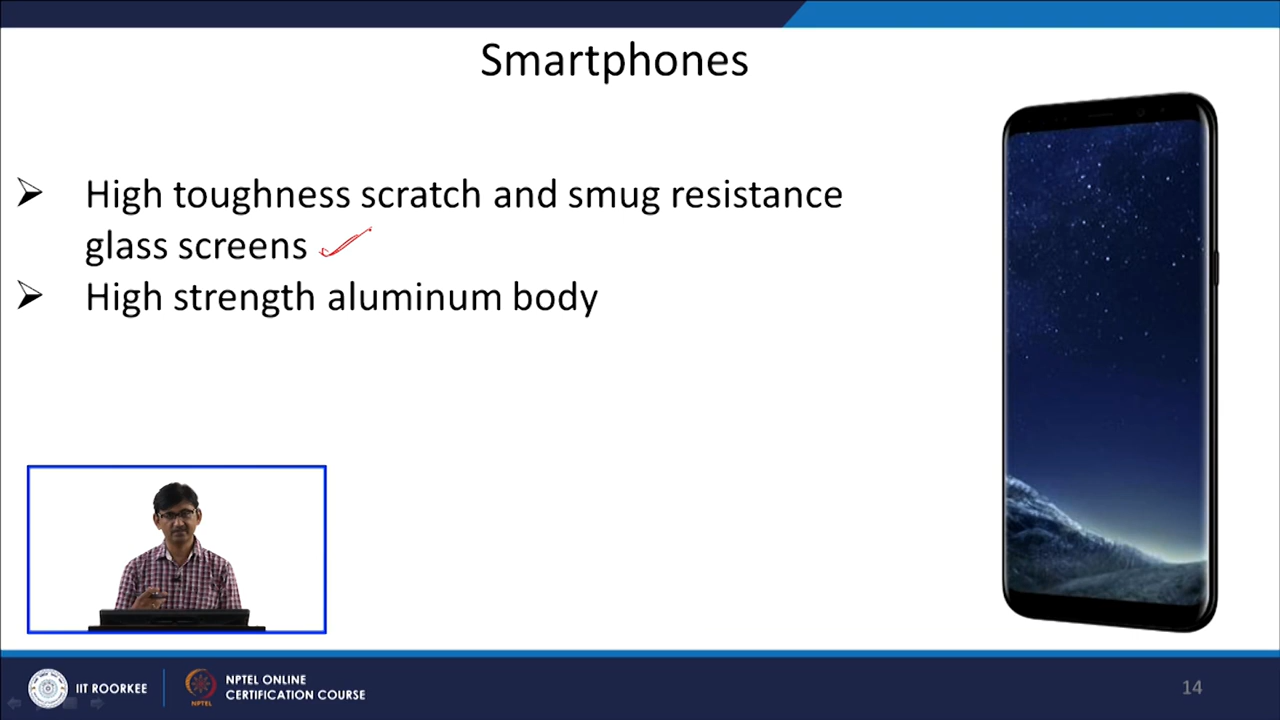 Smartphones
➢ High toughness scratch and smug resistance
glass screens
➢ High strength aluminum body
IIT ROORKEE
NPTEL
NPTEL ONLINE
CERTIFICATION COURSE
14